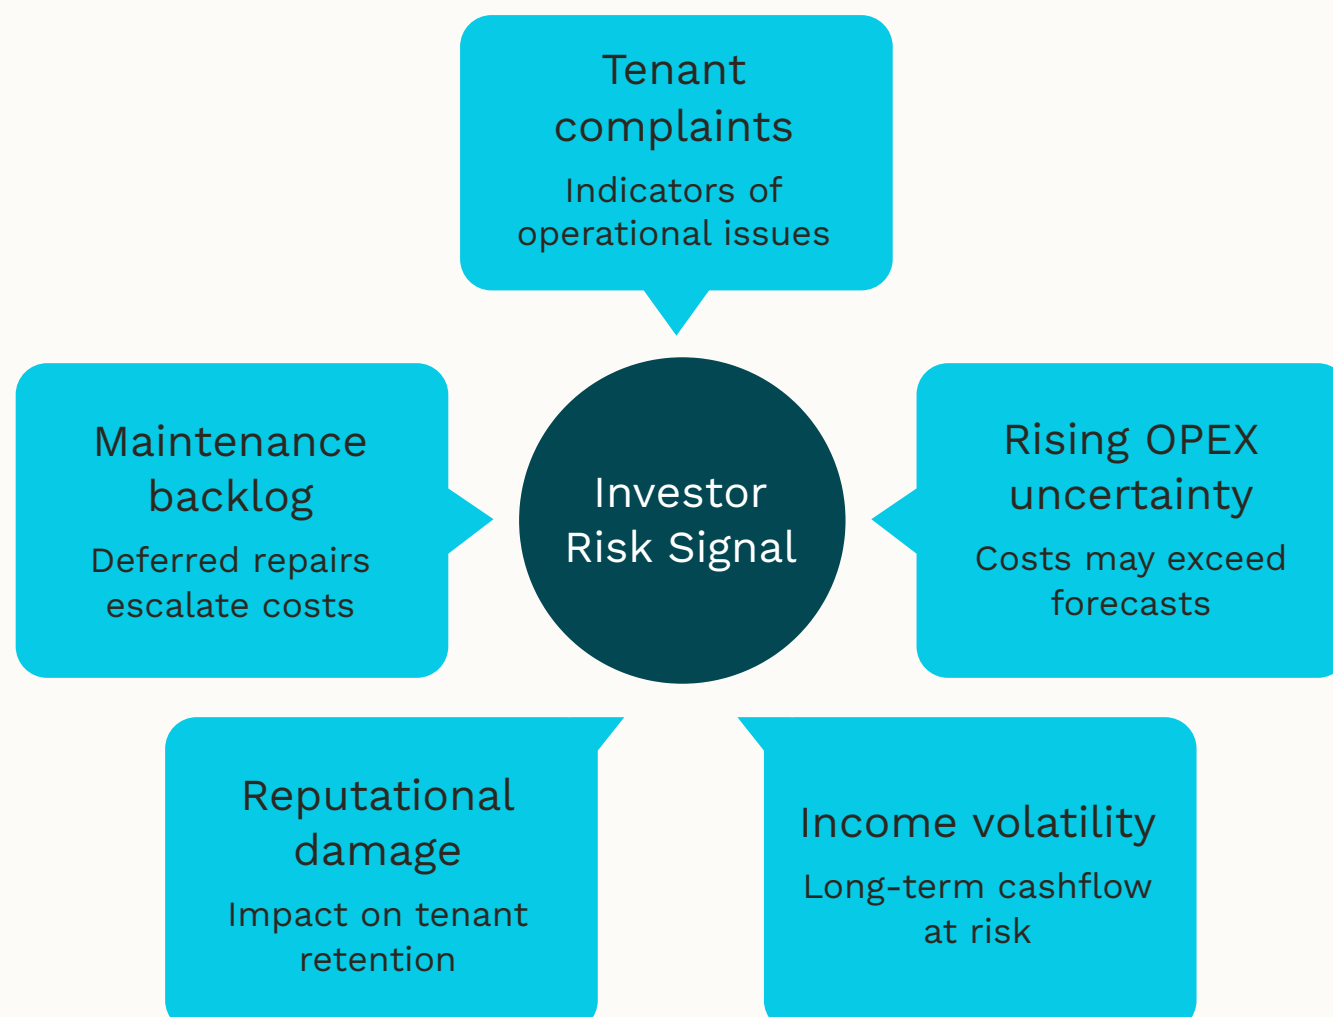 Tenant
complaints
Indicators of
operational issues
Maintenance
backlog
Deferred repairs
escalate costs
Investor
Risk Signal
Rising OPEX
uncertainty
Costs may exceed
forecasts
Reputational
damage
Impact on tenant
retention
Income volatility
Long-term cashflow
at risk